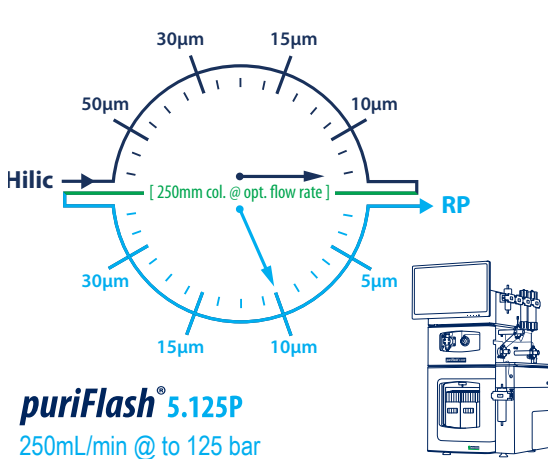 30µm 15µm
50µm 10µm
Hilic
[ 250mm col. @ opt. flow rate ]
RP
30µm 5µm
15µm 10µm
puriFlash® 5.125P
250mL/min @ to 125 bar